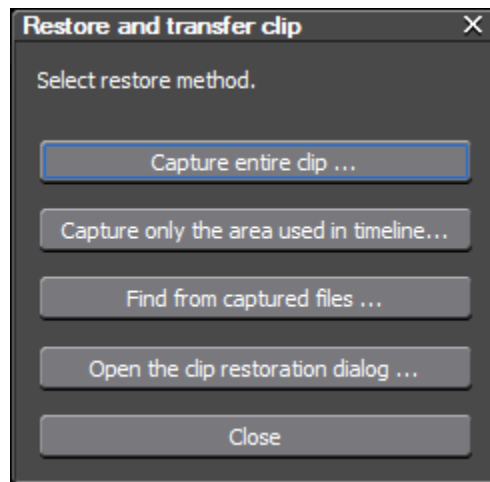 Restore and transfer clip
Select restore method.
Capture entire clip ...
Capture only the area used in timeline...
Find from captured files ...
Open the clip restoration dialog ...
Close